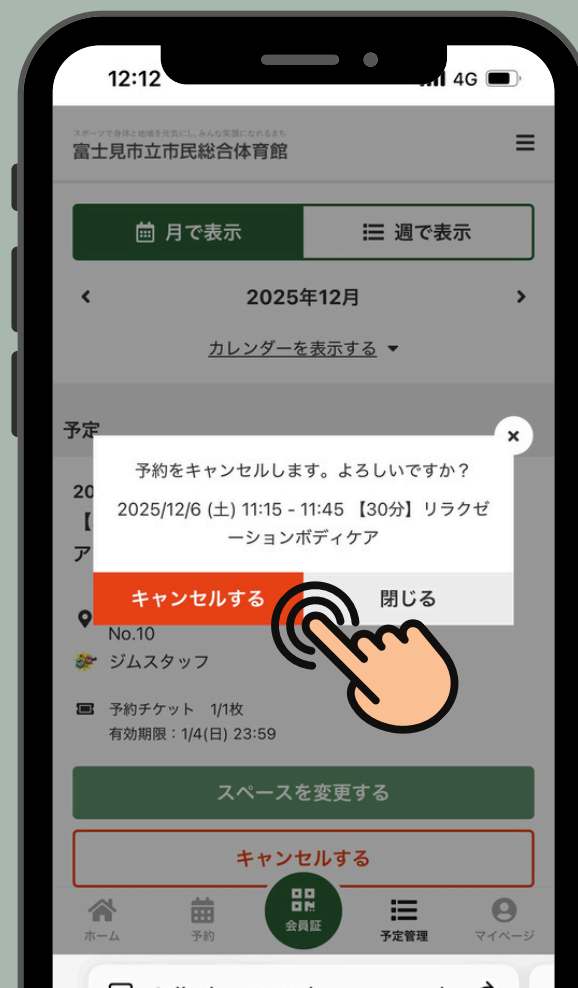 12:12
4G
スポーツで身体と地域を元気にし、みんな笑顔になれるまち
富士見市立市民総合体育館
月で表示
週で表示
2025年12月
カレンダーを表示する
予定
予約をキャンセルします。よろしいですか？
20
2025/12/6 (土) 11:15 - 11:45 【30分】リラクゼ
【
ーションボディケア
ア
キャンセルする
閉じる
No.10
ジムスタッフ
予約チケット 1/1枚
有効期限：1/4(日) 23:59
スペースを変更する
キャンセルする
ホーム
予約
会員証
予定管理
マイページ